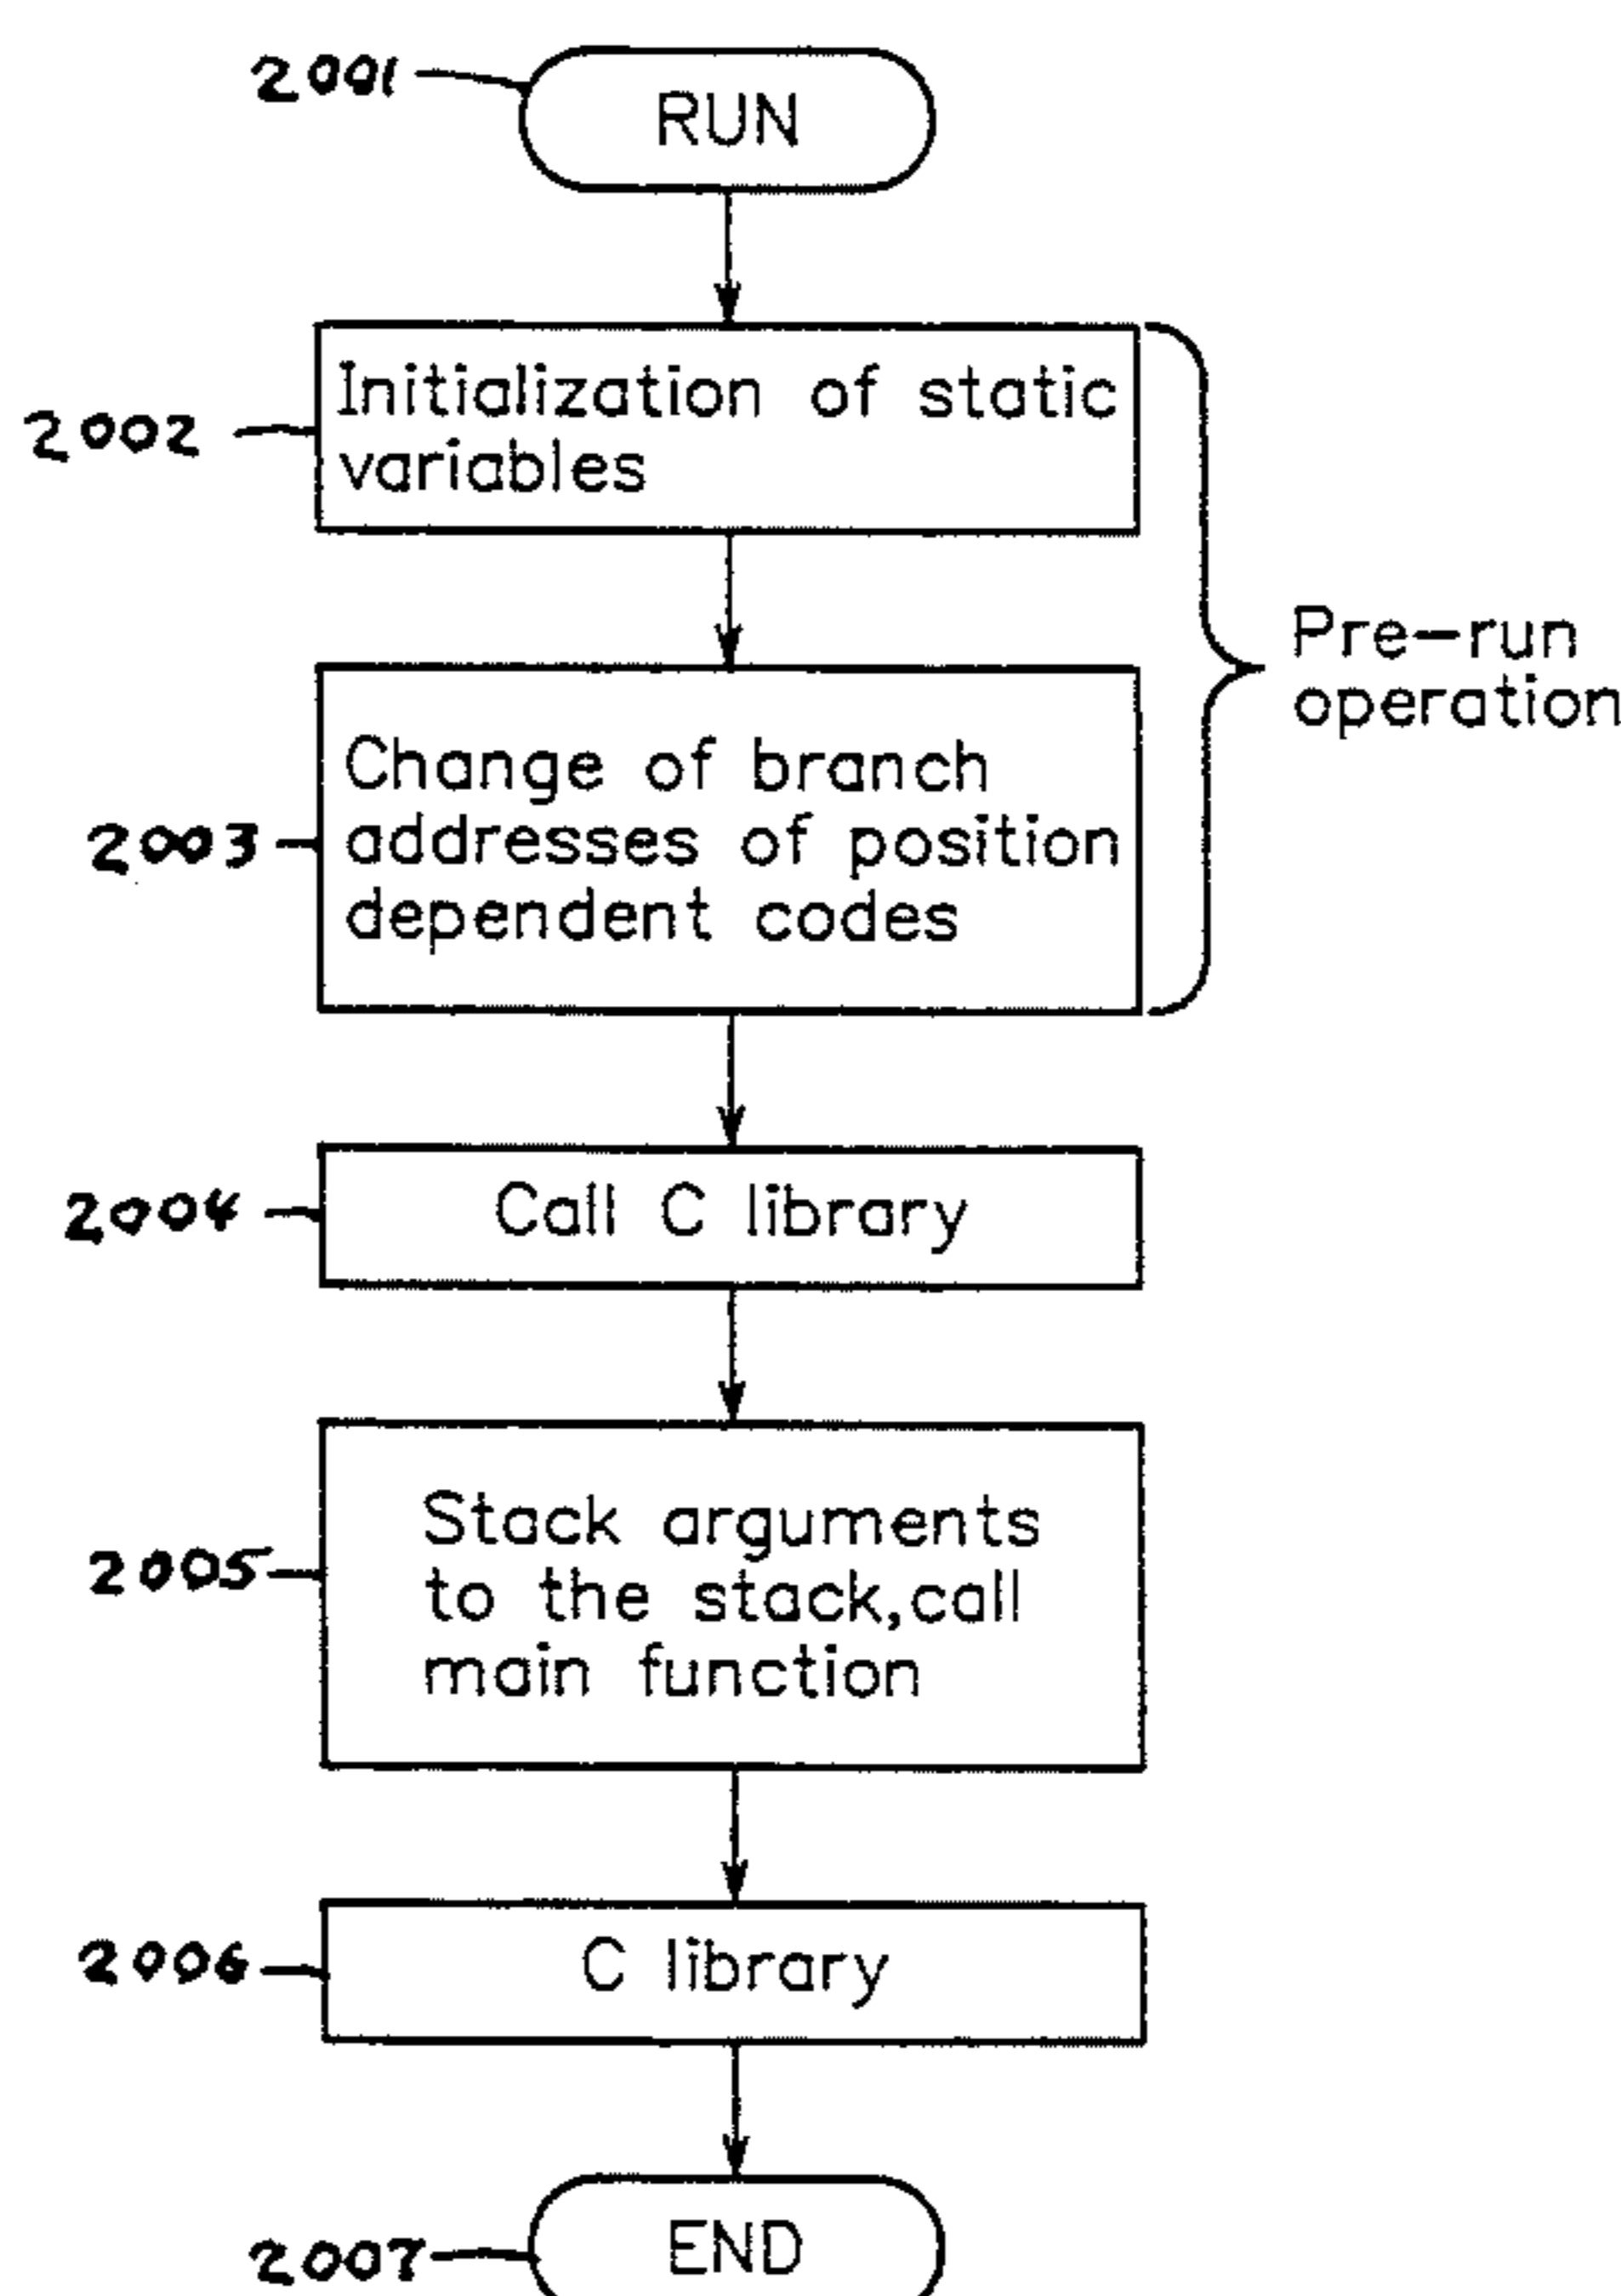 2001
RUN
2002
Initialization of static
variables
Pre-run
operation
2003
Change of branch
addresses of position
dependent codes
2004
Call C library
2005
Stack arguments
to the stack,call
main function
2006
C library
2007
END